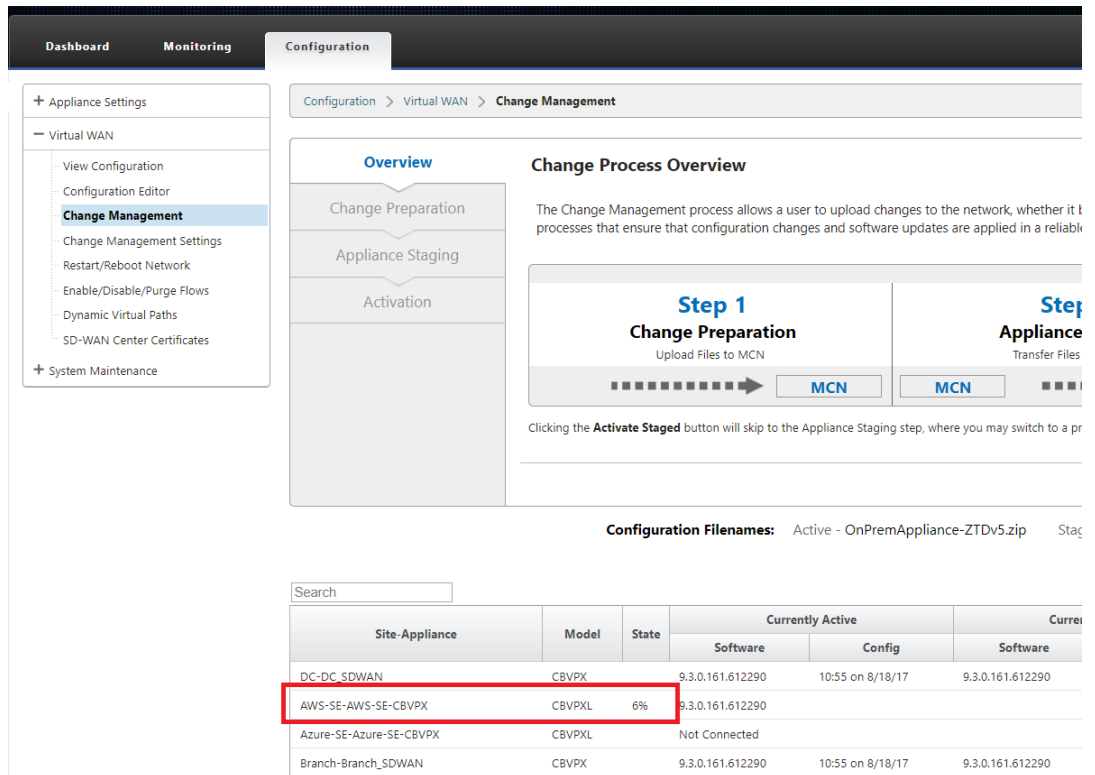 Dashboard Monitoring Configuration
+ Appliance Settings
− Virtual WAN
View Configuration
Configuration Editor
Change Management
Change Management Settings
Restart/Reboot Network
Enable/Disable/Purge Flows
Dynamic Virtual Paths
SD-WAN Center Certificates
+ System Maintenance
Configuration > Virtual WAN > Change Management
Overview
Change Preparation
Appliance Staging
Activation
Change Process Overview
The Change Management process allows a user to upload changes to the network, whether it
processes that ensure that configuration changes and software updates are applied in a
Step 1
Change Preparation
Upload Files to MCN
MCN
Appliance
Transfer Files
MCN
Clicking the Activate Staged button will skip to the Appliance Staging step, where you may switch to a
Configuration Filenames: Active - OnPremAppliance-ZTDv5.zip
Search
Site-Appliance Model State Currently Active
Software Config Software
DC-DC_SDWAN CBVPX 9.3.0.161.612290 10:55 on 8/18/17 9.3.0.161.612290
AWS-SE-AWS-SE-CBVPX CBVPXL 6% 9.3.0.161.612290
Azure-SE-Azure-SE-CBVPX CBVPXL Not Connected
Branch-Branch_SDWAN CBVPX 9.3.0.161.612290 10:55 on 8/18/17 9.3.0.161.612290